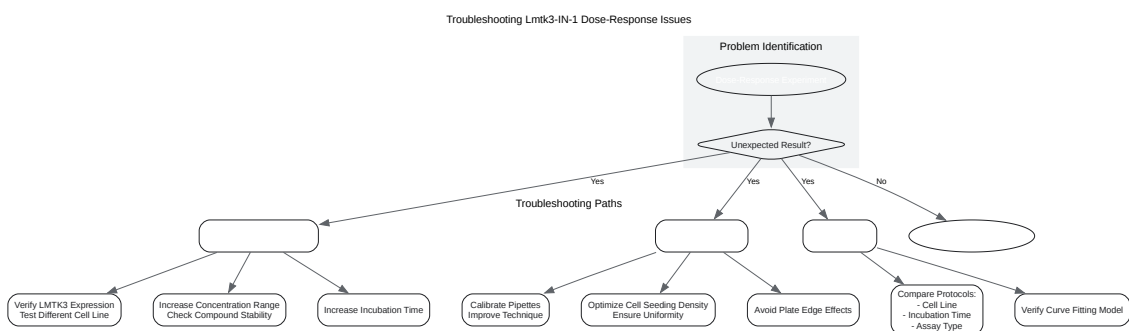 Troubleshooting Lmtk3-IN-1 Dose-Response Issues
Problem Identification
Unexpected Result?
Yes
Yes
Yes
No
Troubleshooting Paths
Verify LMTK3 Expression
Test Different Cell Line
Increase Concentration Range
Check Compound Stability
Increase Incubation Time
Calibrate Pipettes
Improve Technique
Optimize Cell Seeding Density
Ensure Uniformity
Avoid Plate Edge Effects
Compare Protocols:
- Cell Line
- Incubation Time
- Assay Type
Verify Curve Fitting Model